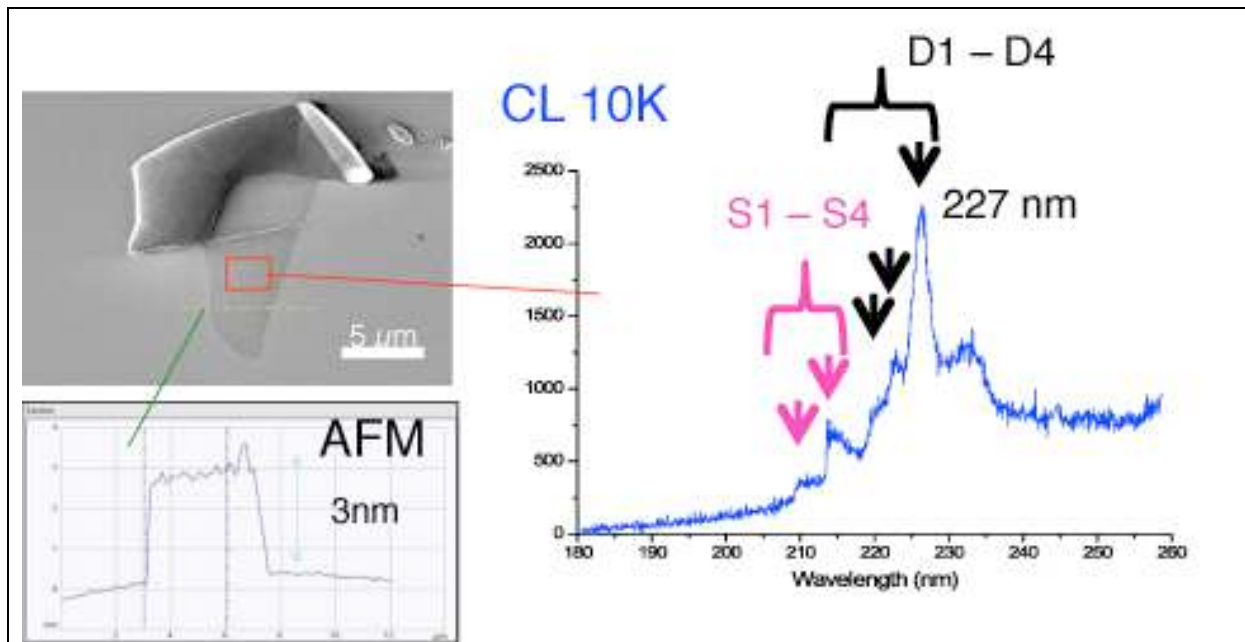 D1 – D4
CL 10K
S1 – S4
227 nm
5 µm
AFM
3nm
2500
2000
1500
1000
500
0
180 190 200 210 220 230 240 250 260
Wavelength (nm)